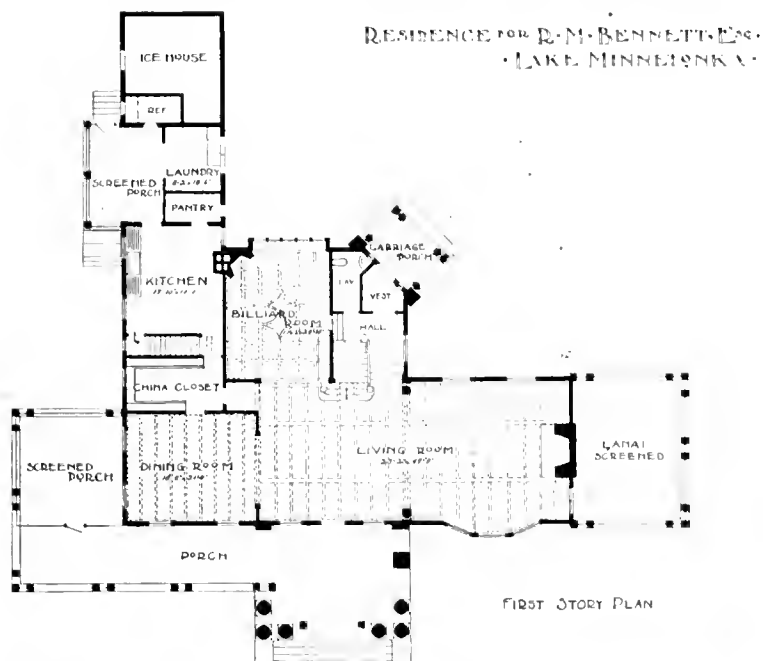 RESIDENCE FOR R·M·BENNETT·ESQ·
·LAKE MINNETONKA·
ICE HOUSE
REF
LAUNDRY
SCREENED
PORCH
PANTRY
CARRIAGE
PORCH
KITCHEN
LAV
VEST
BILLIARD
ROOM
HALL
CHINA CLOSET
LIVING ROOM
LANAI
SCREENED
SCREENED
PORCH
DINING ROOM
PORCH
FIRST STORY PLAN